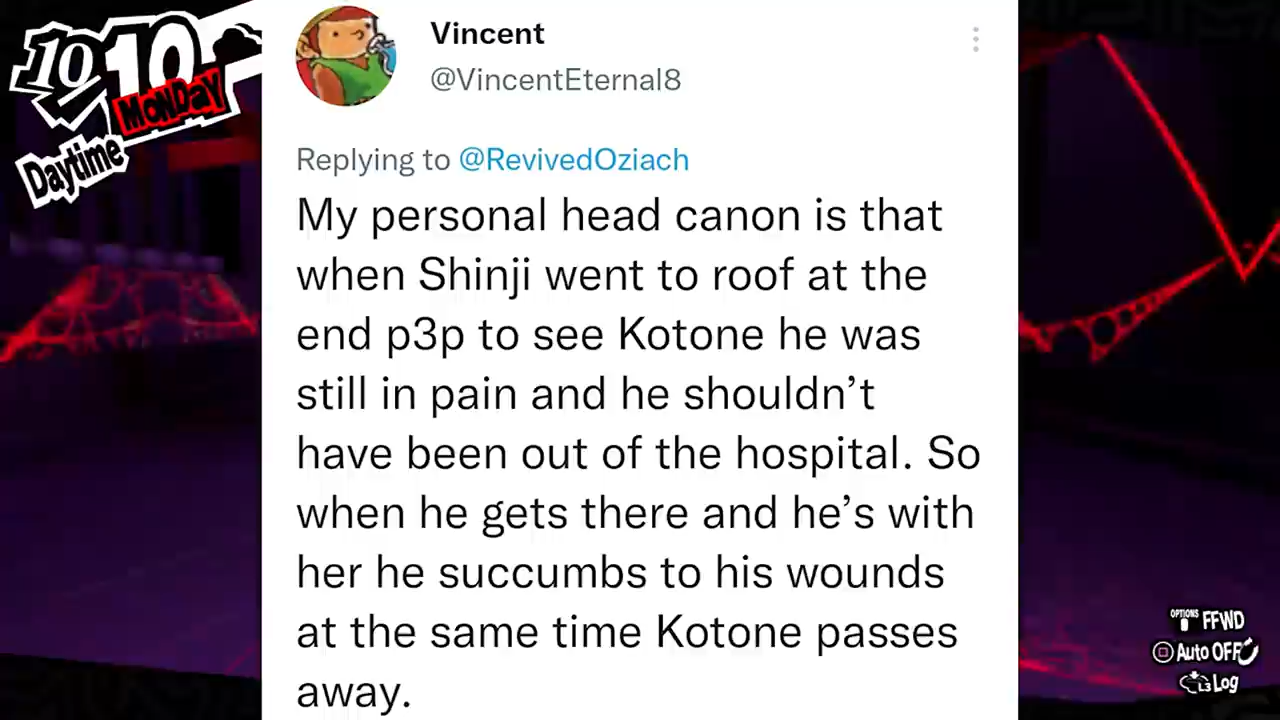 10/10
MONDAY
Daytime
Vincent
@VincentEternal8
Replying to @RevivedOziach
My personal head canon is that
when Shinji went to roof at the
end p3p to see Kotone he was
still in pain and he shouldn’t
have been out of the hospital. So
when he gets there and he’s with
her he succumbs to his wounds
at the same time Kotone passes
away.
OPTIONS FFWD
Auto OFF
L3 Log